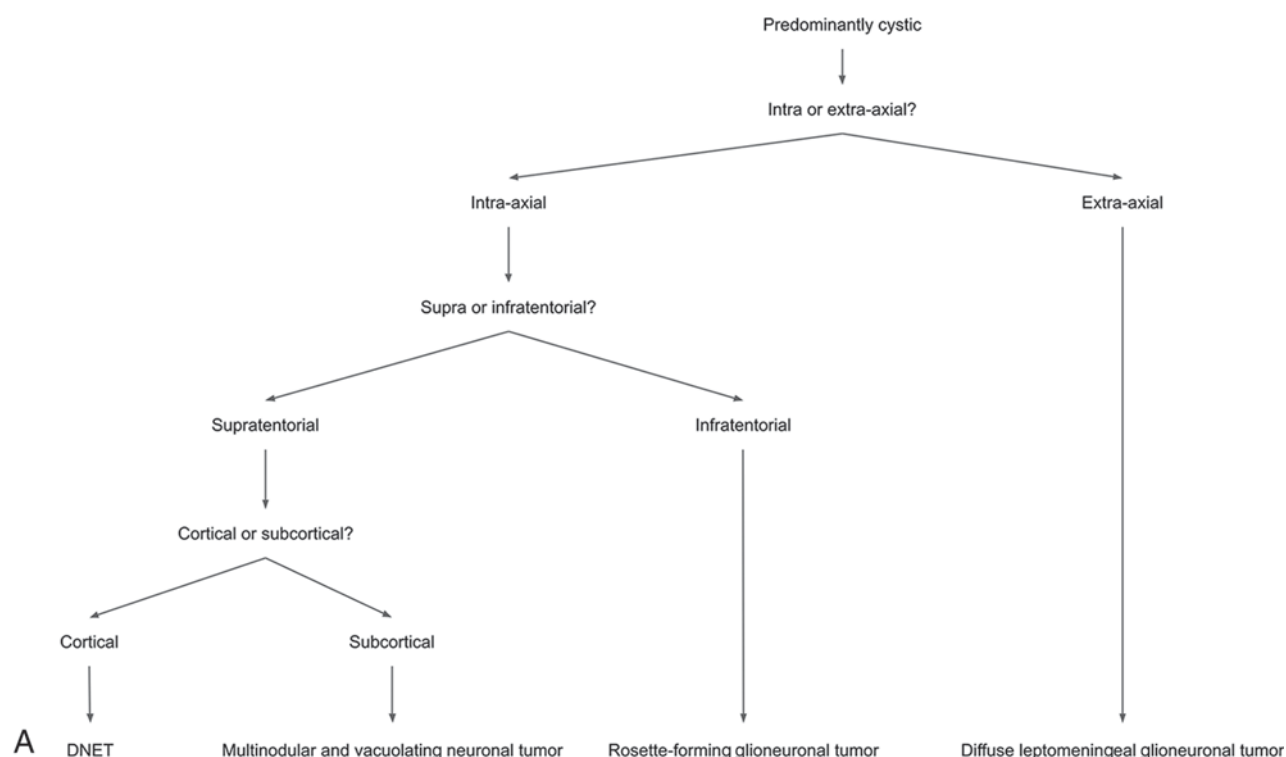 Predominantly cystic
Intra or extra-axial?
Intra-axial
Extra-axial
Supra or infratentorial?
Supratentorial
Infratentorial
Cortical or subcortical?
Cortical
Subcortical
A
DNET
Multinodular and vacuolating neuronal tumor
Rosette-forming glioneuronal tumor
Diffuse leptomeningeal glioneuronal tumor